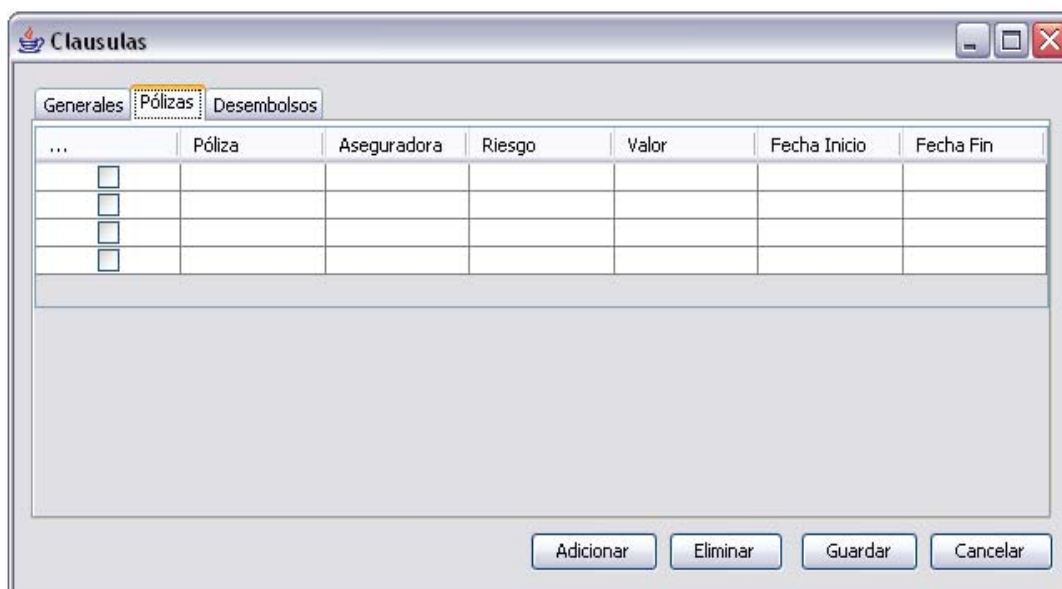 Clausulas
Generales Pólizas Desembolsos
... Póliza Aseguradora Riesgo Valor Fecha Inicio Fecha Fin
Adicionar Eliminar Guardar Cancelar